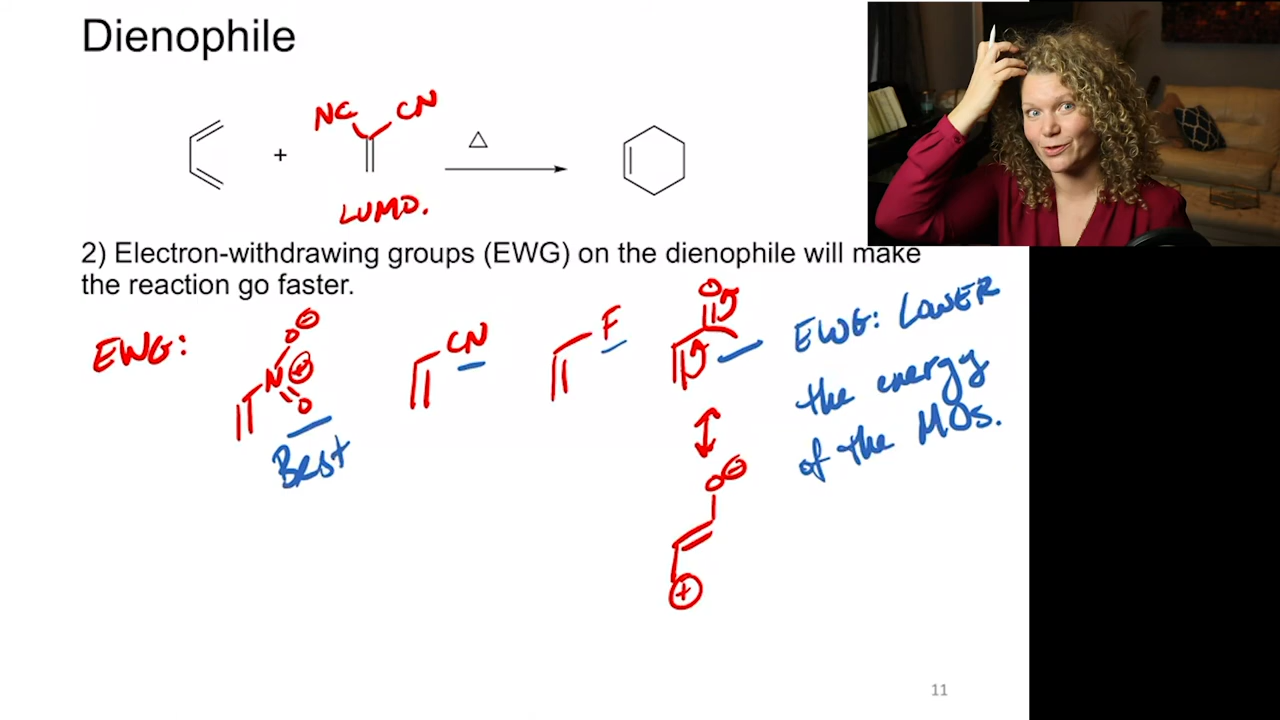 Dienophile
NC CN
+
△
LUMO.
2) Electron-withdrawing groups (EWG) on the dienophile will make
the reaction go faster.
EWG:
O⊖
N⊕
O
Best
CN
F
O
EWG: LOWER
the energy
of the MOs.
O⊖
⊕
11